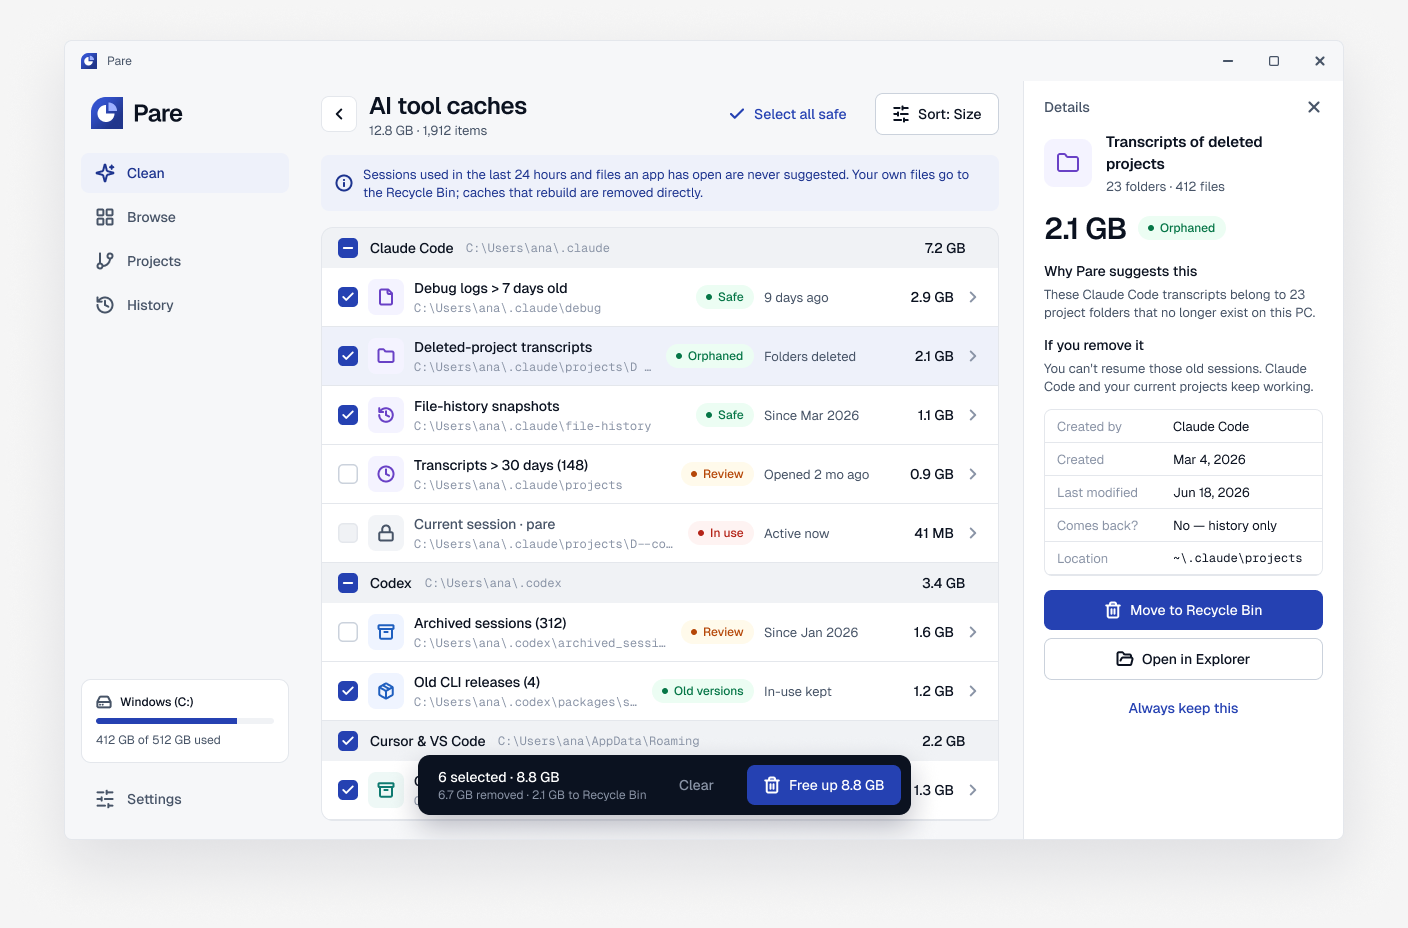 Pare
Pare
Clean
Browse
Projects
History
Windows (C:)
412 GB of 512 GB used
Settings
AI tool caches
12.8 GB · 1,912 items
Select all safe
Sort: Size
Sessions used in the last 24 hours and files an app has open are never suggested. Your own files go to
the Recycle Bin; caches that rebuild are removed directly.
Claude Code C:\Users\ana\.claude 7.2 GB
Debug logs > 7 days old
C:\Users\ana\.claude\debug
Safe 9 days ago 2.9 GB
Deleted-project transcripts
C:\Users\ana\.claude\projects\D …
Orphaned Folders deleted 2.1 GB
File-history snapshots
C:\Users\ana\.claude\file-history
Safe Since Mar 2026 1.1 GB
Transcripts > 30 days (148)
C:\Users\ana\.claude\projects
Review Opened 2 mo ago 0.9 GB
Current session · pare
C:\Users\ana\.claude\projects\D--co…
In use Active now 41 MB
Codex C:\Users\ana\.codex 3.4 GB
Archived sessions (312)
C:\Users\ana\.codex\archived_sessi…
Review Since Jan 2026 1.6 GB
Old CLI releases (4)
C:\Users\ana\.codex\packages\s…
Old versions In-use kept 1.2 GB
Cursor & VS Code C:\Users\ana\AppData\Roaming 2.2 GB
1.3 GB
6 selected · 8.8 GB
6.7 GB removed · 2.1 GB to Recycle Bin
Clear
Free up 8.8 GB
Details
Transcripts of deleted
projects
23 folders · 412 files
2.1 GB Orphaned
Why Pare suggests this
These Claude Code transcripts belong to 23
project folders that no longer exist on this PC.
If you remove it
You can't resume those old sessions. Claude
Code and your current projects keep working.
Created by Claude Code
Created Mar 4, 2026
Last modified Jun 18, 2026
Comes back? No — history only
Location ~\.claude\projects
Move to Recycle Bin
Open in Explorer
Always keep this